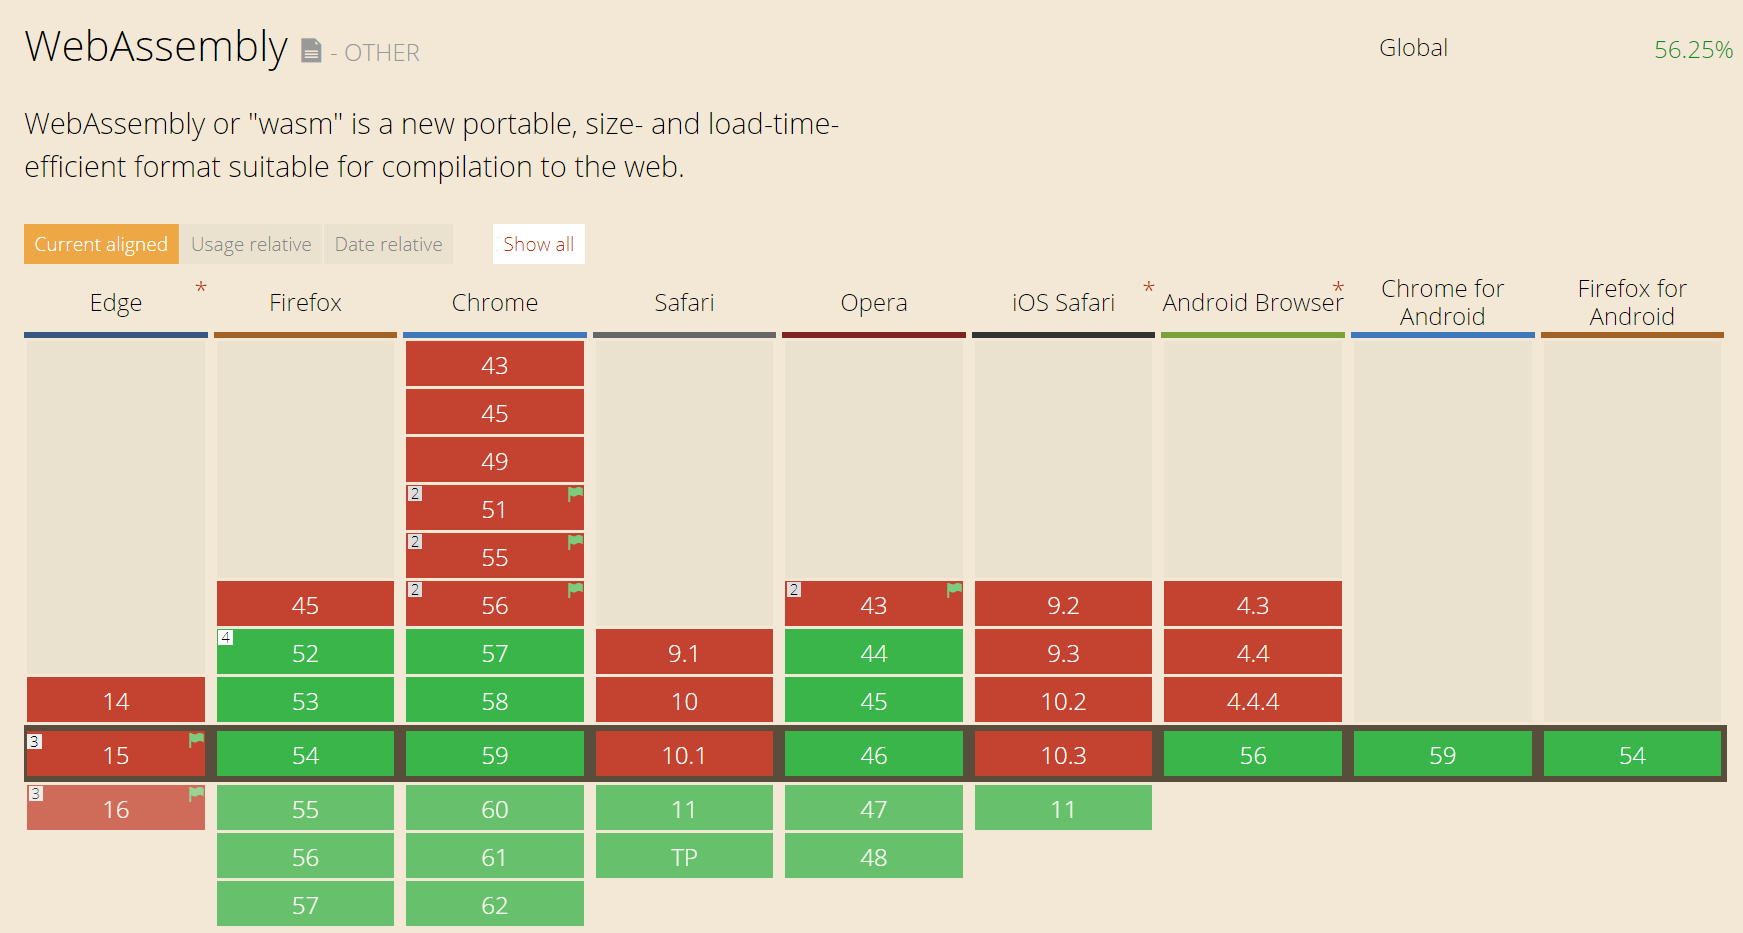 WebAssembly - OTHER
Global 56.25%
WebAssembly or "wasm" is a new portable, size- and load-time-
efficient format suitable for compilation to the web.
Current aligned Usage relative Date relative Show all
Edge * Firefox Chrome Safari Opera iOS Safari * Android Browser * Chrome for Android Firefox for Android
43
45
49
2 51
2 55
45 2 56 2 43 9.2 4.3
4 52 57 9.1 44 9.3 4.4
14 53 58 10 45 10.2 4.4.4
3 15 54 59 10.1 46 10.3 56 59 54
3 16 55 60 11 47 11
56 61 TP 48
57 62